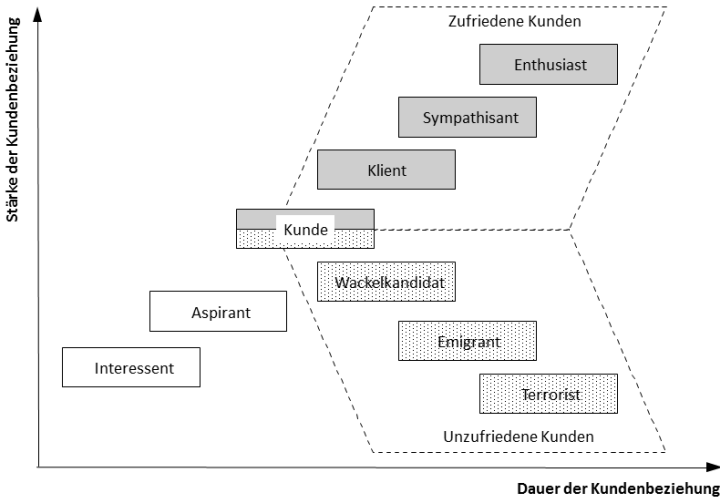 Stärke der Kundenbeziehung
Zufriedene Kunden
Enthusiast
Sympathisant
Klient
Kunde
Wackelkandidat
Aspirant
Emigrant
Interessent
Terrorist
Unzufriedene Kunden
Dauer der Kundenbeziehung